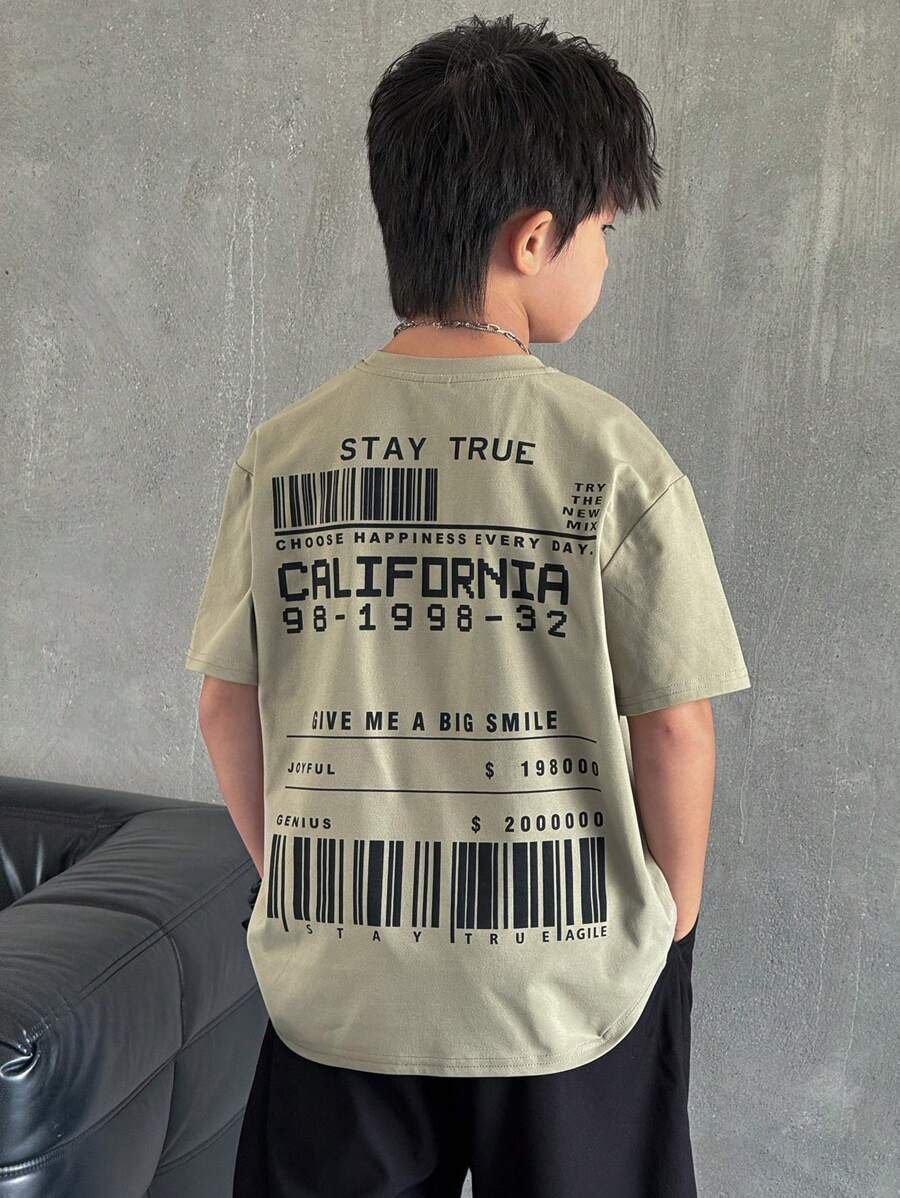 STAY TRUE
TRY
THE
NEW
MIX
CHOOSE HAPPINESS EVERY DAY.
CALIFORNIA
98-1998-32
GIVE ME A BIG SMILE
JOYFUL $ 198000
GENIUS $ 2000000
STAY TRUE AGILE